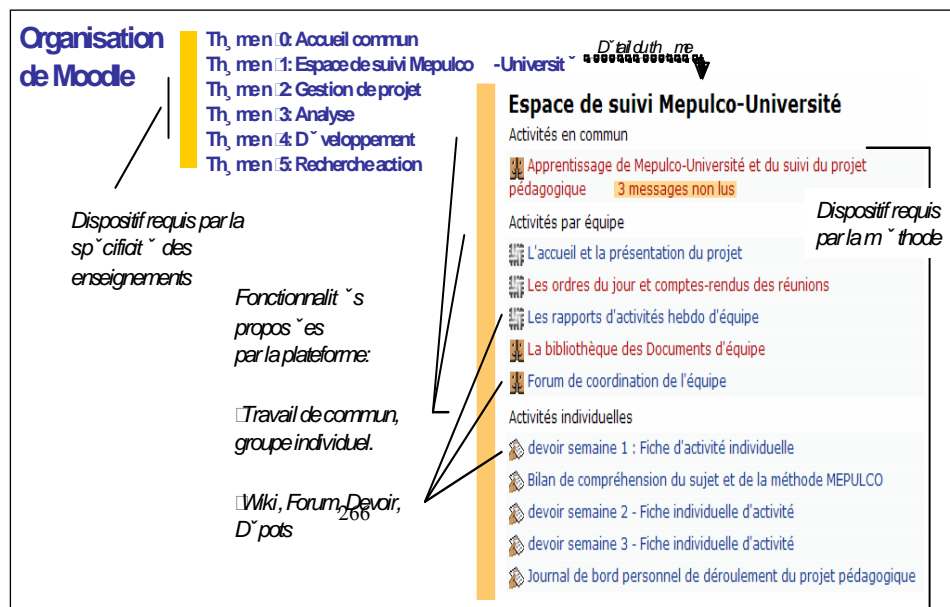 Organisation
de Moodle
Th¸ me n 0: Accueil commun
Th¸ me n 1: Espace de suivi Mepulco -Universit ˇ
Th¸ me n 2: Gestion de projet
Th¸ me n 3: Analyse
Th¸ me n 4: D ˇ veloppement
Th¸ me n 5: Recherche action
Dˇ tail du th me
Dispositif requis par la
spˇ cificit ˇ des
enseignements
Fonctionnalit ˇ s
propos ˇ es
par la plateforme:
Travail de commun,
groupe individuel.
Wiki, Forum, Devoir,
Dˇ pots
266
Espace de suivi Mepulco-Université
Activités en commun
Apprentissage de Mepulco-Université et du suivi du projet
pédagogique 3 messages non lus
Activités par équipe
L'accueil et la présentation du projet
Les ordres du jour et comptes-rendus des réunions
Les rapports d'activités hebdo d'équipe
La bibliothèque des Documents d'équipe
Forum de coordination de l'équipe
Activités individuelles
devoir semaine 1 : Fiche d'activité individuelle
Bilan de compréhension du sujet et de la méthode MEPULCO
devoir semaine 2 - Fiche individuelle d'activité
devoir semaine 3 - Fiche individuelle d'activité
Journal de bord personnel de déroulement du projet pédagogique
Dispositif requis
par la m ˇ thode